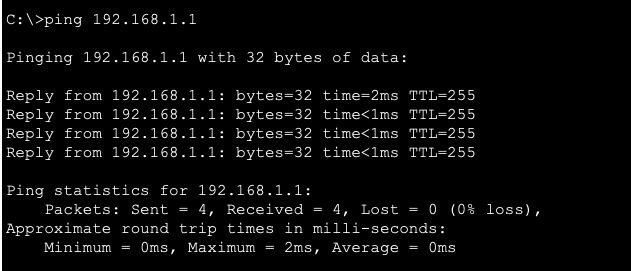 C:\>ping 192.168.1.1
Pinging 192.168.1.1 with 32 bytes of data:
Reply from 192.168.1.1: bytes=32 time=2ms TTL=255
Reply from 192.168.1.1: bytes=32 time<1ms TTL=255
Reply from 192.168.1.1: bytes=32 time<1ms TTL=255
Reply from 192.168.1.1: bytes=32 time<1ms TTL=255
Ping statistics for 192.168.1.1:
    Packets: Sent = 4, Received = 4, Lost = 0 (0% loss),
Approximate round trip times in milli-seconds:
    Minimum = 0ms, Maximum = 2ms, Average = 0ms